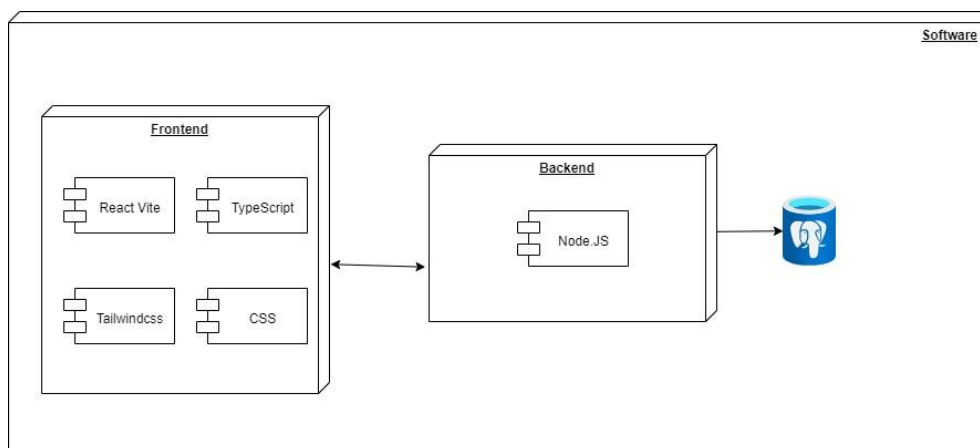 Software
Frontend
React Vite
TypeScript
Tailwindcss
CSS
Backend
Node.JS